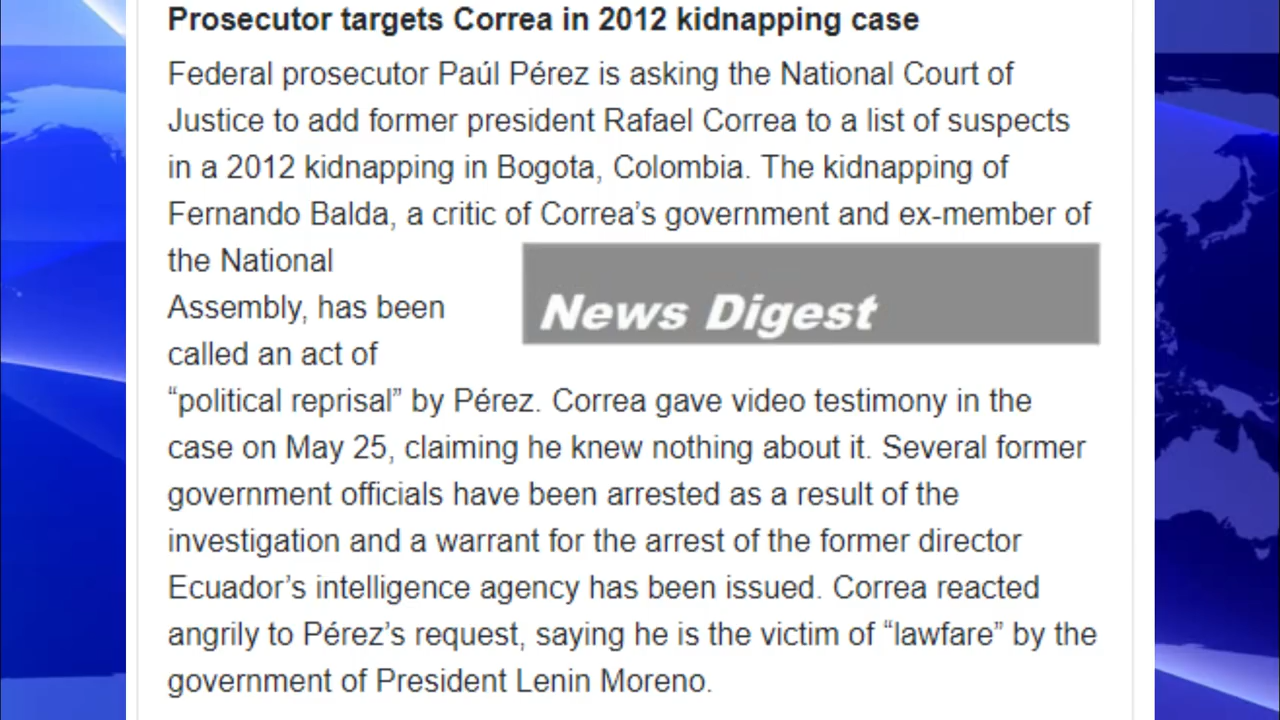 Prosecutor targets Correa in 2012 kidnapping case
Federal prosecutor Paúl Pérez is asking the National Court of
Justice to add former president Rafael Correa to a list of suspects
in a 2012 kidnapping in Bogota, Colombia. The kidnapping of
Fernando Balda, a critic of Correa’s government and ex-member of
the National
Assembly, has been
called an act of
News Digest
“political reprisal” by Pérez. Correa gave video testimony in the
case on May 25, claiming he knew nothing about it. Several former
government officials have been arrested as a result of the
investigation and a warrant for the arrest of the former director
Ecuador’s intelligence agency has been issued. Correa reacted
angrily to Pérez’s request, saying he is the victim of “lawfare” by the
government of President Lenin Moreno.